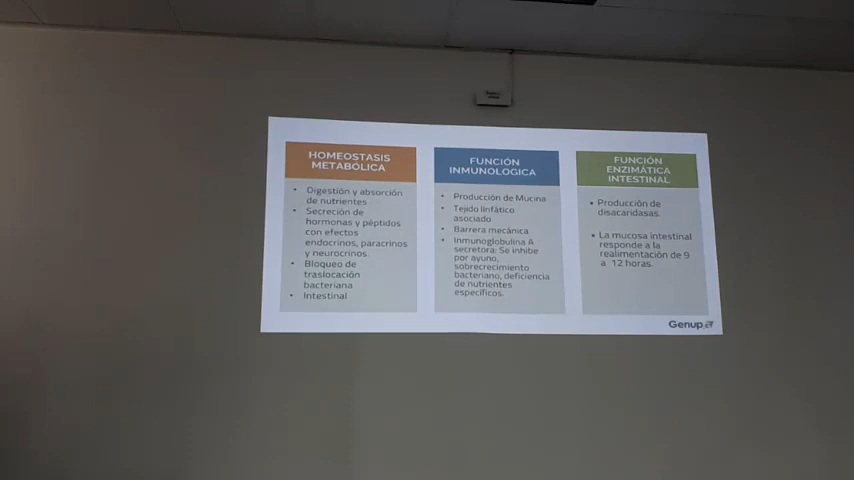 HOMEOSTASIS
METABÓLICA
• Digestión y absorción
de nutrientes.
• Secreción de
hormonas y péptidos
con efectos
endocrinos, paracrinos
y neurocrinos.
• Bloqueo de
traslocación
bacteriana
• Intestinal
FUNCIÓN
INMUNOLOGICA
• Producción de Mucina
• Tejido linfático
asociado
• Barrera mecánica
• Inmunoglobulina A
secretora: Se inhibe
por ayuno,
sobrecrecimiento
bacteriano, deficiencia
de nutrientes
específicos.
FUNCIÓN
ENZIMÁTICA
INTESTINAL
• Producción de
disacaridasas.
• La mucosa intestinal
responde a la
realimentación de 9
a 12 horas.
Genup